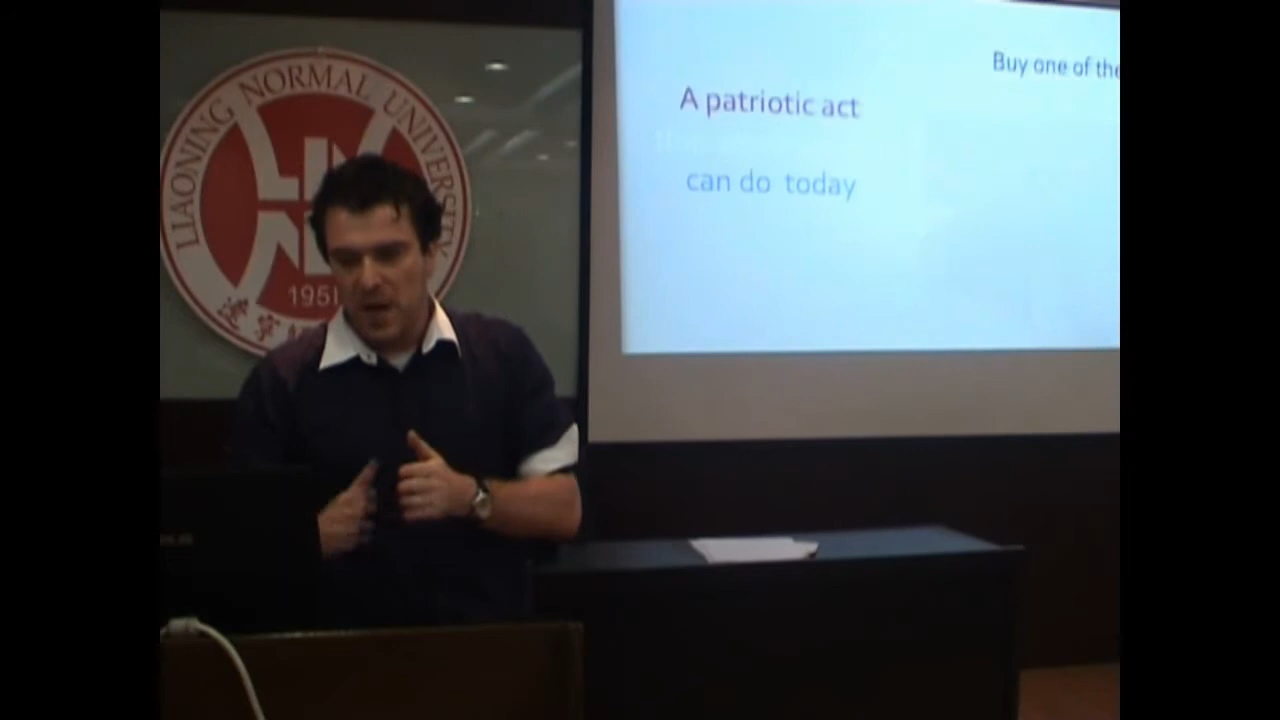 LIAONING NORMAL UNIVERSITY
1951
Buy one of the
A patriotic act
can do today